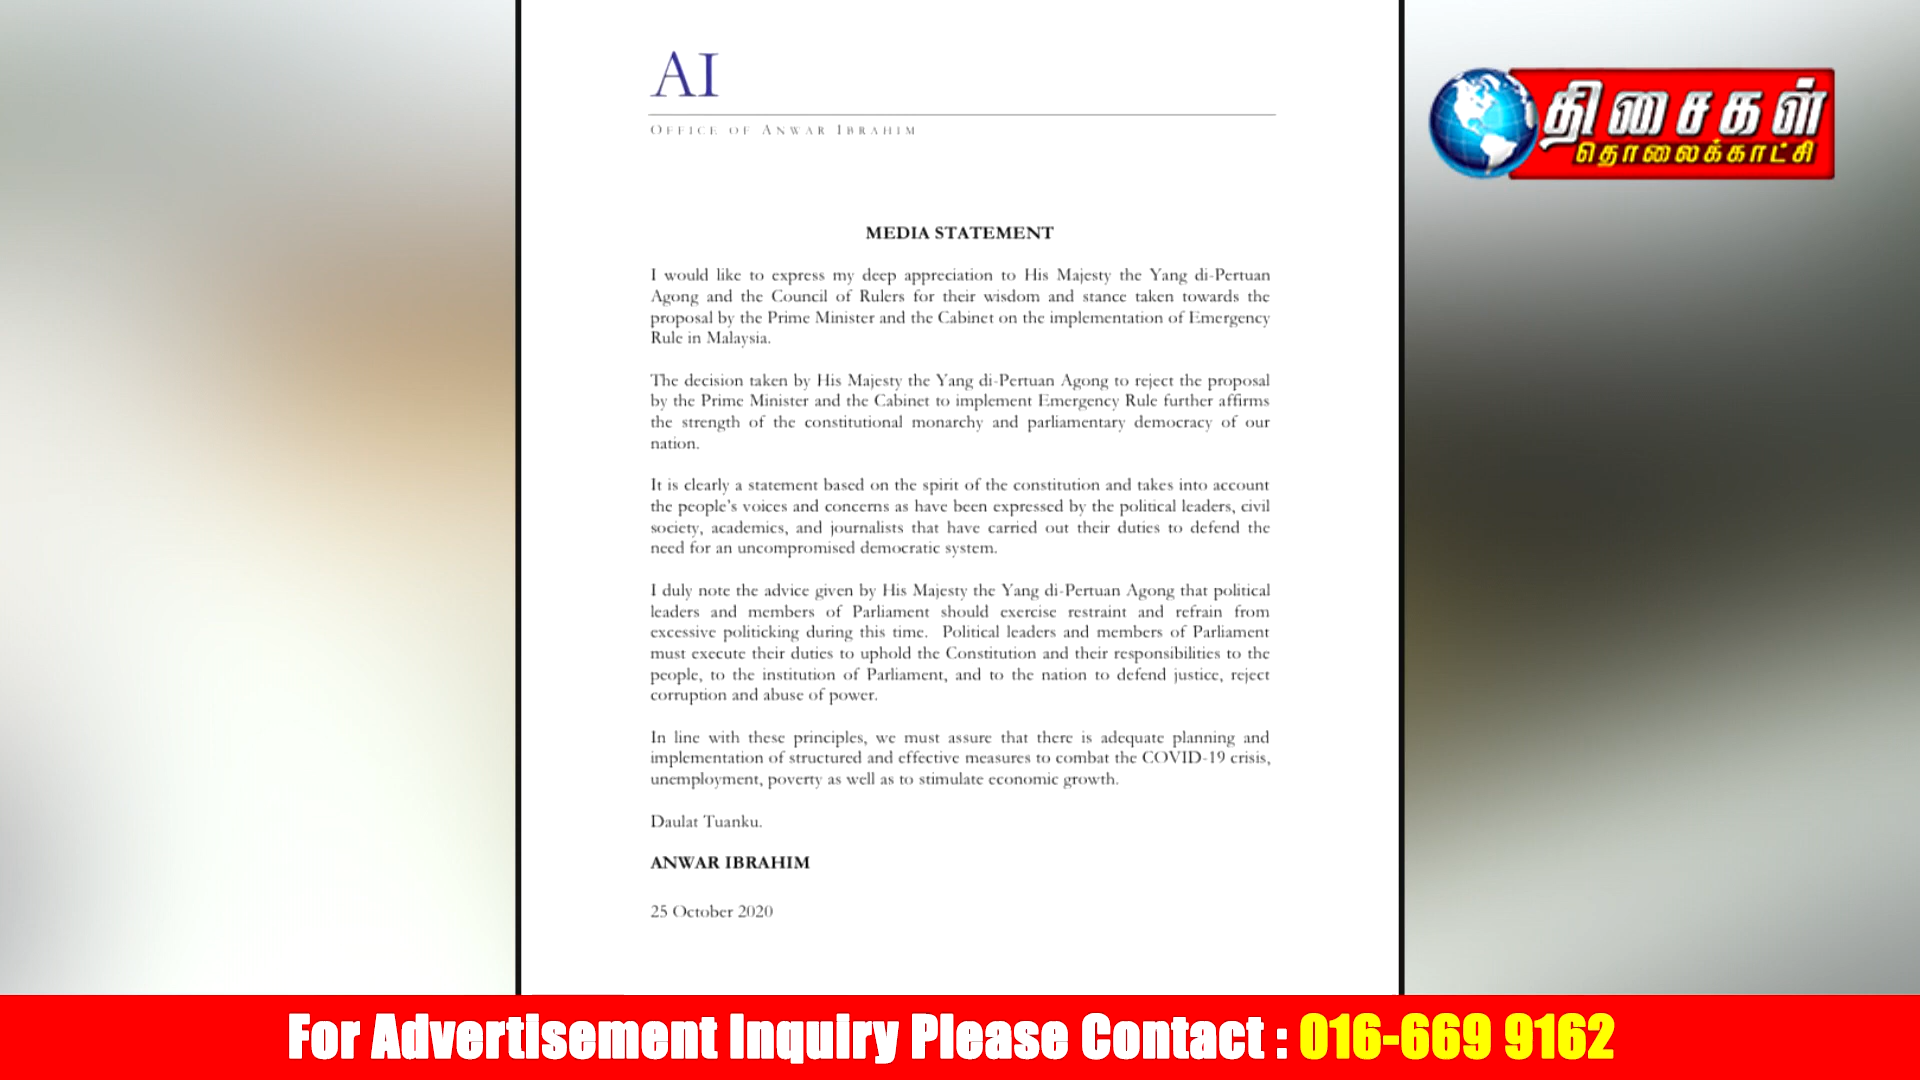 AI
OFFICE OF ANWAR IBRAHIM
திசைகள்
தொலைக்காட்சி
MEDIA STATEMENT
I would like to express my deep appreciation to His Majesty the Yang di-Pertuan
Agong and the Council of Rulers for their wisdom and stance taken towards the
proposal by the Prime Minister and the Cabinet on the implementation of Emergency
Rule in Malaysia.
The decision taken by His Majesty the Yang di-Pertuan Agong to reject the proposal
by the Prime Minister and the Cabinet to implement Emergency Rule further affirms
the strength of the constitutional monarchy and parliamentary democracy of our
nation.
It is clearly a statement based on the spirit of the constitution and takes into account
the people's voices and concerns as have been expressed by the political leaders, civil
society, academics, and journalists that have carried out their duties to defend the
need for an uncompromised democratic system.
I duly note the advice given by His Majesty the Yang di-Pertuan Agong that political
leaders and members of Parliament should exercise restraint and refrain from
excessive politicking during this time. Political leaders and members of Parliament
must execute their duties to uphold the Constitution and their responsibilities to the
people, to the institution of Parliament, and to the nation to defend justice, reject
corruption and abuse of power.
In line with these principles, we must assure that there is adequate planning and
implementation of structured and effective measures to combat the COVID-19 crisis,
unemployment, poverty as well as to stimulate economic growth.
Daulat Tuanku.
ANWAR IBRAHIM
25 October 2020
For Advertisement Inquiry Please Contact : 016-669 9162